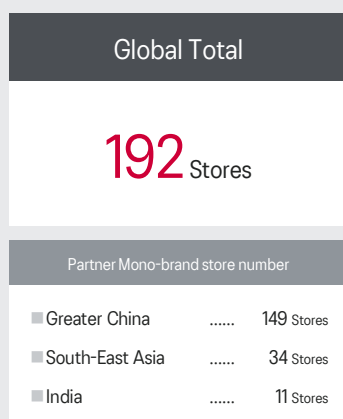 Global Total
192 Stores
Partner Mono-brand store number
Greater China ...... 149 Stores
South-East Asia ...... 34 Stores
India ...... 11 Stores